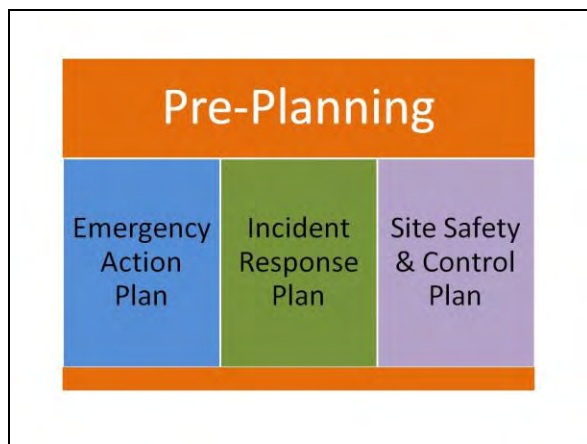 Pre-Planning
Emergency
Action
Plan
Incident
Response
Plan
Site Safety
& Control
Plan